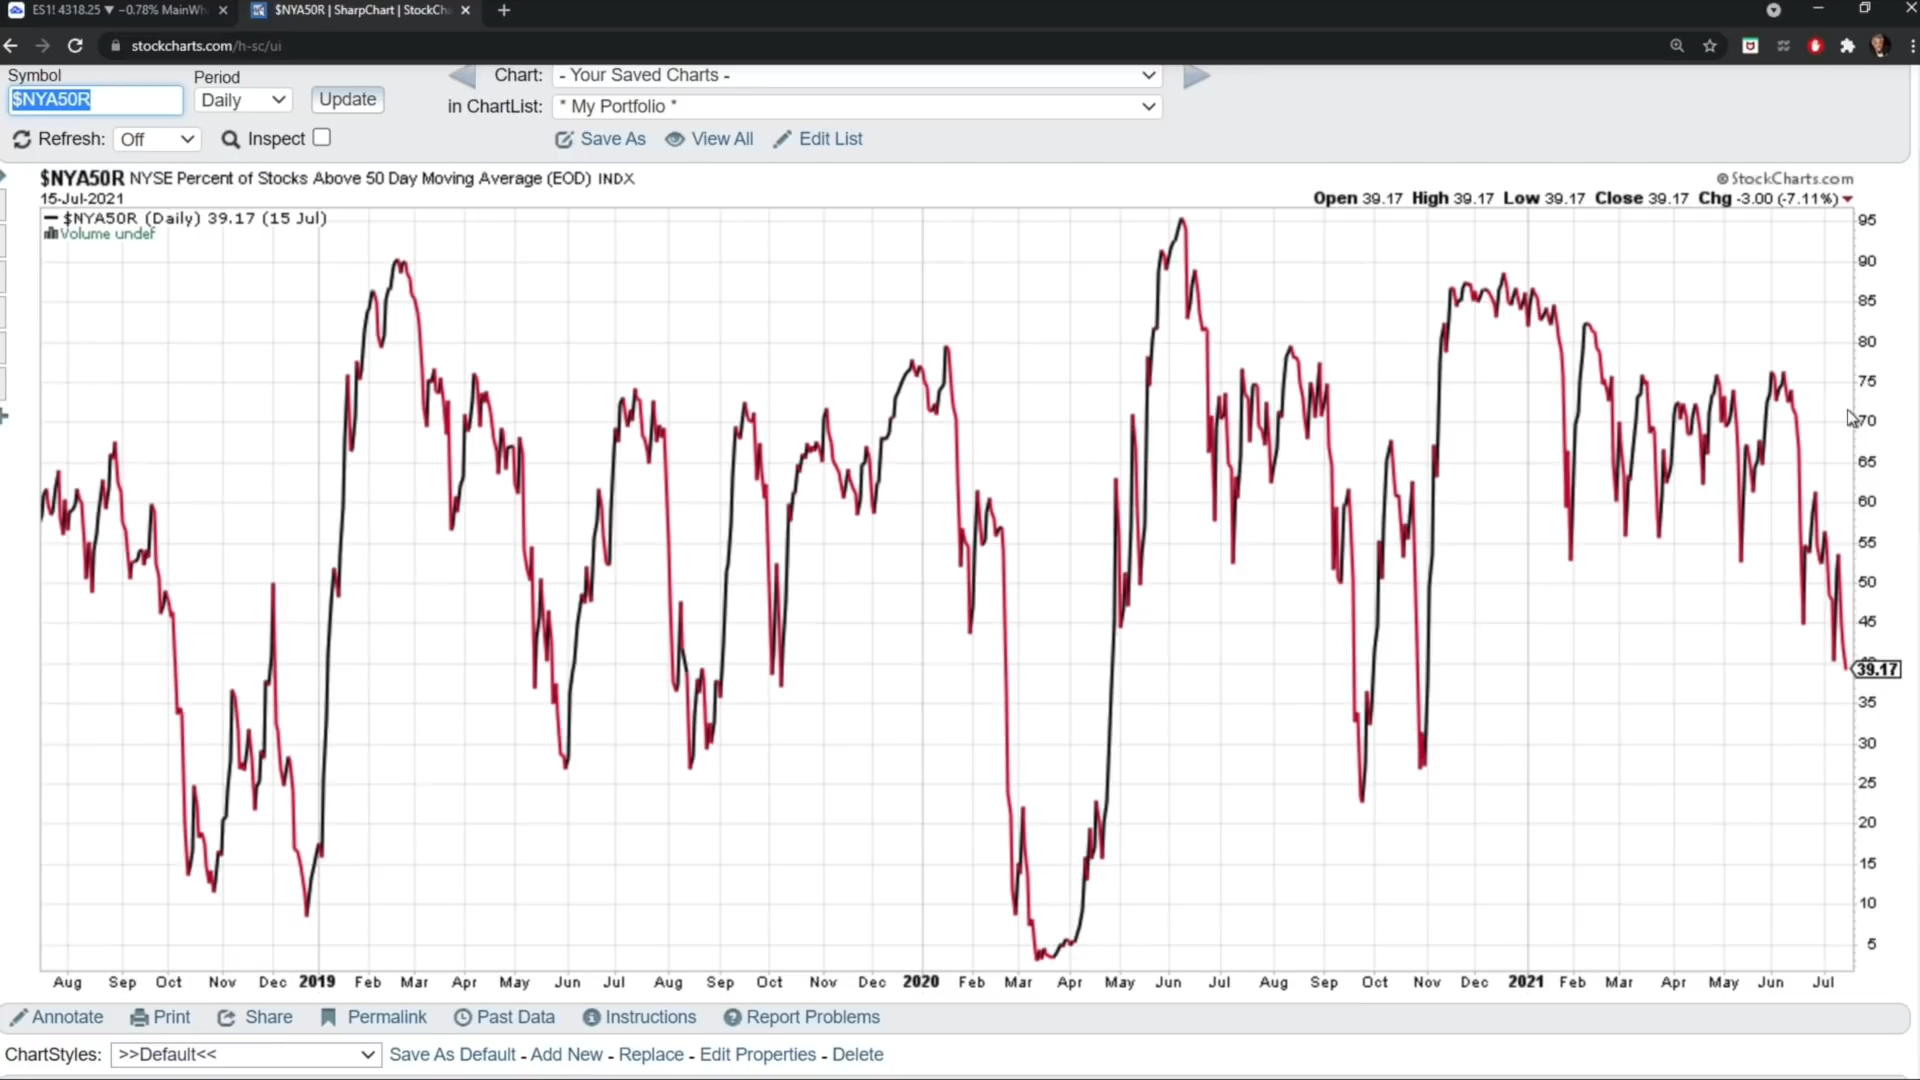 ES1! 4318.25 ▼ −0.78% MainWh
$NYA50R | SharpChart | StockCh
stockcharts.com/h-sc/ui
Symbol
Period
Chart: - Your Saved Charts -
$NYA50R
Daily
Update
in ChartList: * My Portfolio *
Refresh: Off
Inspect
Save As
View All
Edit List
$NYA50R NYSE Percent of Stocks Above 50 Day Moving Average (EOD) INDX
© StockCharts.com
15-Jul-2021
Open 39.17 High 39.17 Low 39.17 Close 39.17 Chg -3.00 (-7.11%)
$NYA50R (Daily) 39.17 (15 Jul)
Volume undef
95
90
85
80
75
70
65
60
55
50
45
39.17
35
30
25
20
15
10
5
Aug Sep Oct Nov Dec 2019 Feb Mar Apr May Jun Jul Aug Sep Oct Nov Dec 2020 Feb Mar Apr May Jun Jul Aug Sep Oct Nov Dec 2021 Feb Mar Apr May Jun Jul
Annotate
Print
Share
Permalink
Past Data
Instructions
Report Problems
ChartStyles: >>Default<<
Save As Default - Add New - Replace - Edit Properties - Delete